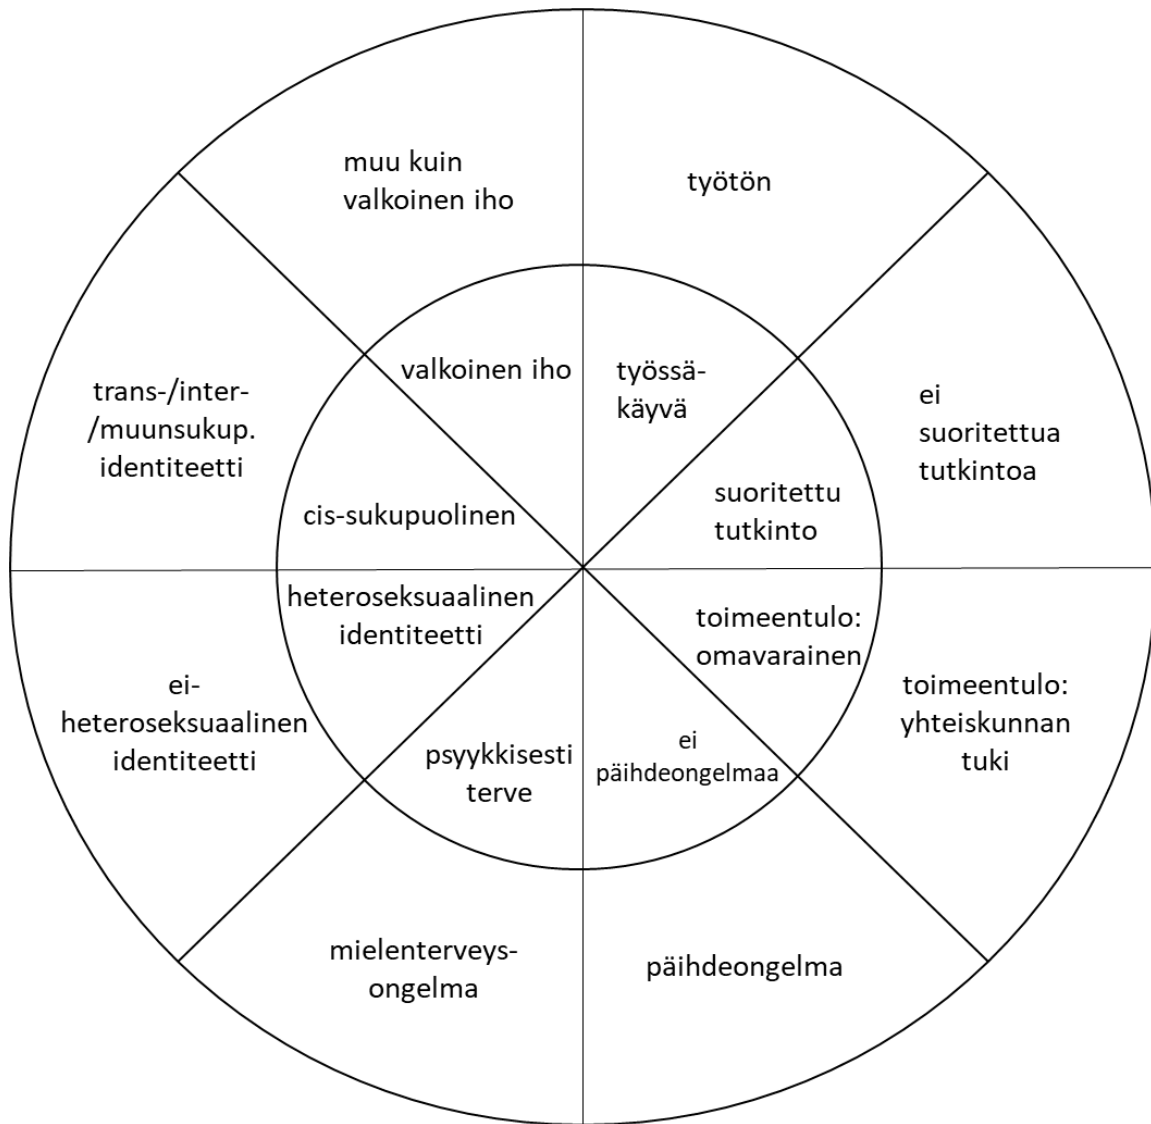 muu kuin
valkoinen iho
työtön
trans-/inter-
/muunsukup.
identiteetti
valkoinen iho
työssä-
käyvä
ei
suoritettua
tutkintoa
cis-sukupuolinen
suoritettu
tutkinto
heteroseksuaalinen
identiteetti
toimeentulo:
omavarainen
ei-
heteroseksuaalinen
identiteetti
psyykkisesti
terve
ei
päihdeongelmaa
toimeentulo:
yhteiskunnan
tuki
mielenterveys-
ongelma
päihdeongelma